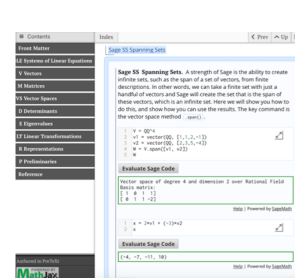 Contents
Index
Prev
Up
Front Matter
LE Systems of Linear Equations
V Vectors
M Matrices
VS Vector Spaces
D Determinants
E Eigenvalues
LT Linear Transformations
R Representations
P Preliminaries
Reference
Authored in PreTeXt
POWERED BY
MathJax
Sage SS Spanning Sets
Sage SS Spanning Sets. A strength of Sage is the ability to create
infinite sets, such as the span of a set of vectors, from finite
descriptions. In other words, we can take a finite set with just a
handful of vectors and Sage will create the set that is the span of
these vectors, which is an infinite set. Here we will show you how to
do this, and show how you can use the results. The key command is
the vector space method .span() .
1 V = QQ^4
2 v1 = vector(QQ, [1,1,2,-1])
3 v2 = vector(QQ, [2,3,5,-4])
4 W = V.span([v1, v2])
5 W
Evaluate Sage Code
Vector space of degree 4 and dimension 2 over Rational Field
Basis matrix:
[ 1 0 1 1]
[ 0 1 1 -2]
Help | Powered by SageMath
1 x = 2*v1 + (-3)*v2
2 x
Evaluate Sage Code
(-4, -7, -11, 10)
Help | Powered by SageMath